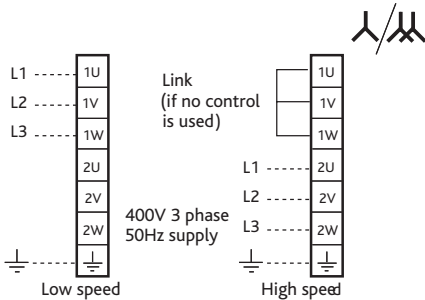 L1
L2
L3
1U
1V
1W
2U
2V
2W
Low speed
Link
(if no control
is used)
400V 3 phase
50Hz supply
1U
1V
1W
L1
2U
L2
2V
L3
2W
High speed